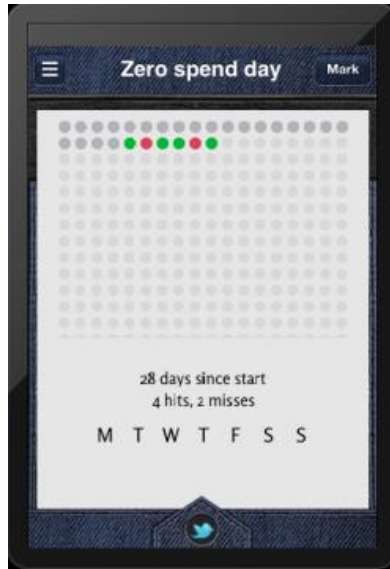 Zero spend day
Mark
28 days since start
4 hits, 2 misses
M T W T F S S